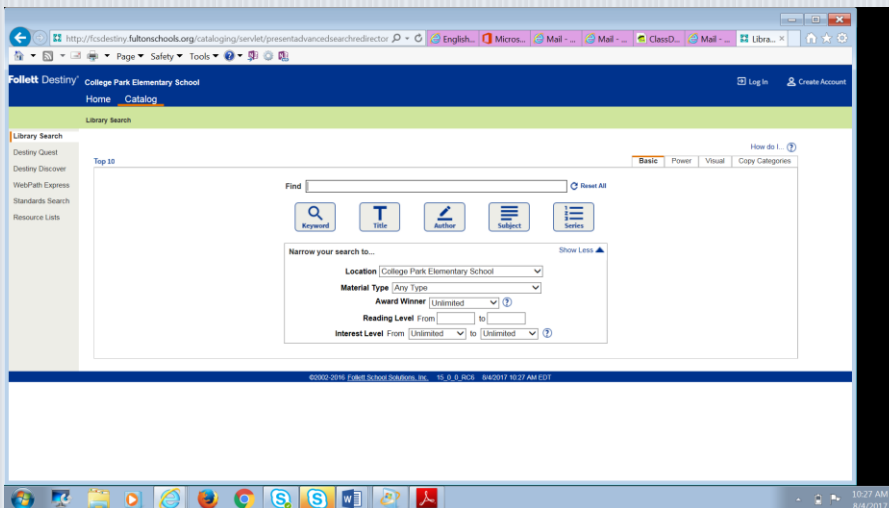 http://fcsdestiny.fultonschools.org/cataloging/servlet/presentadvancedsearchredirector
English... Micros... Mail - ... Mail - ... ClassD... Mail - ... Libra...
Page Safety Tools
Follett Destiny College Park Elementary School Log In Create Account
Home Catalog
Library Search
Library Search
Destiny Quest
Destiny Discover
WebPath Express
Standards Search
Resource Lists
How do I...
Top 10 Basic Power Visual Copy Categories
Find Reset All
Keyword Title Author Subject Series
Narrow your search to... Show Less
Location College Park Elementary School
Material Type Any Type
Award Winner Unlimited
Reading Level From to
Interest Level From Unlimited to Unlimited
©2002-2016 Follett School Solutions, Inc. 15_0_0_RC6 8/4/2017 10:27 AM EDT
10:27 AM
8/4/2017